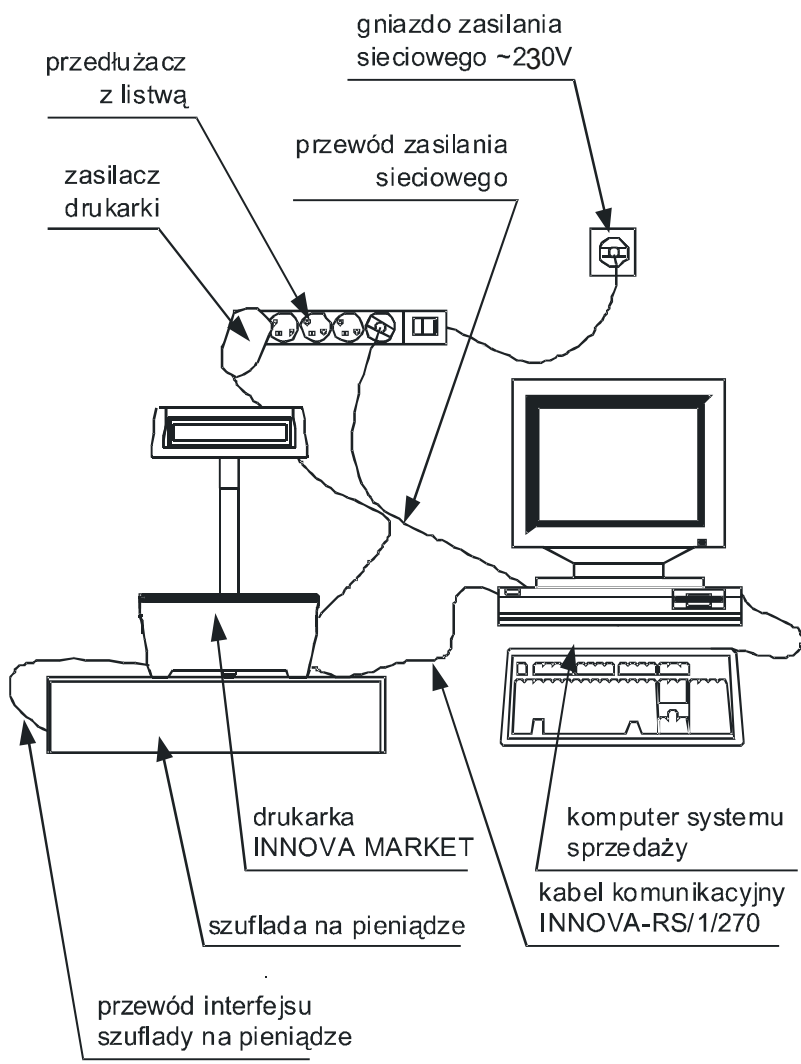 gniazdo zasilania
sieciowego ~230V
przedłużacz
z listwą
przewód zasilania
sieciowego
zasilacz
drukarki
drukarka
INNOVA MARKET
komputer systemu
sprzedaży
kabel komunikacyjny
INNOVA-RS/1/270
szuflada na pieniądze
przewód interfejsu
szuflady na pieniądze